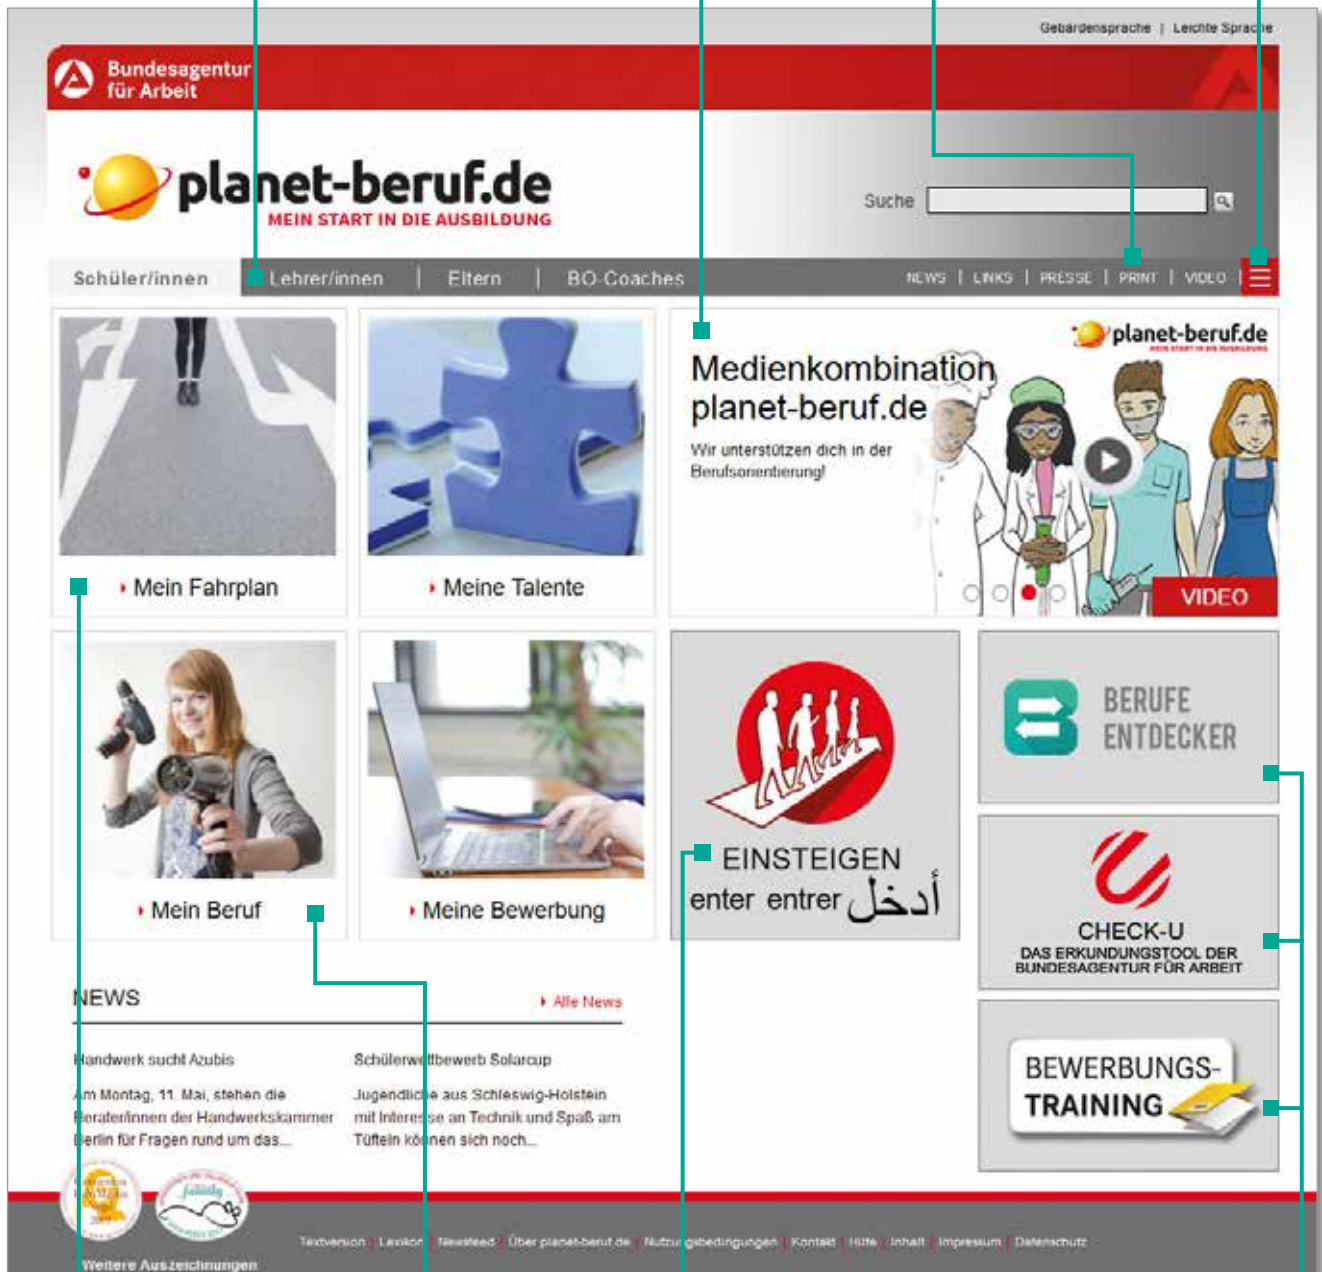 Gebärdensprache | Leichte Sprache
Bundesagentur
für Arbeit
planet-beruf.de
MEIN START IN DIE AUSBILDUNG
Suche
Schüler/innen
Lehrer/innen | Eltern | BO-Coaches
NEWS | LINKS | PRESSE | PRINT | VIDEO |
Mein Fahrplan
Meine Talente
planet-beruf.de
MEIN START IN DIE AUSBILDUNG
Medienkombination
planet-beruf.de
Wir unterstützen dich in der
Berufsorientierung!
VIDEO
Mein Beruf
Meine Bewerbung
EINSTEIGEN
enter entrer أدخل
BERUFE
ENTDECKER
CHECK-U
DAS ERKUNDUNGSTOOL DER
BUNDESAGENTUR FÜR ARBEIT
BEWERBUNGS-
TRAINING
NEWS
Alle News
Handwerk sucht Azubis
Am Montag, 11. Mai, stehen die
Berater/innen der Handwerkskammer
Berlin für Fragen rund um das...
Schülerwettbewerb Solarcup
Jugendliche aus Schleswig-Holstein
mit Interesse an Technik und Spaß am
Tüfteln können sich noch...
Textversion | Lexikon | Newsfeed | Über planet-beruf.de | Nutzungsbedingungen | Kontakt | Hilfe | Inhalt | Impressum | Datenschutz
Weitere Auszeichnungen